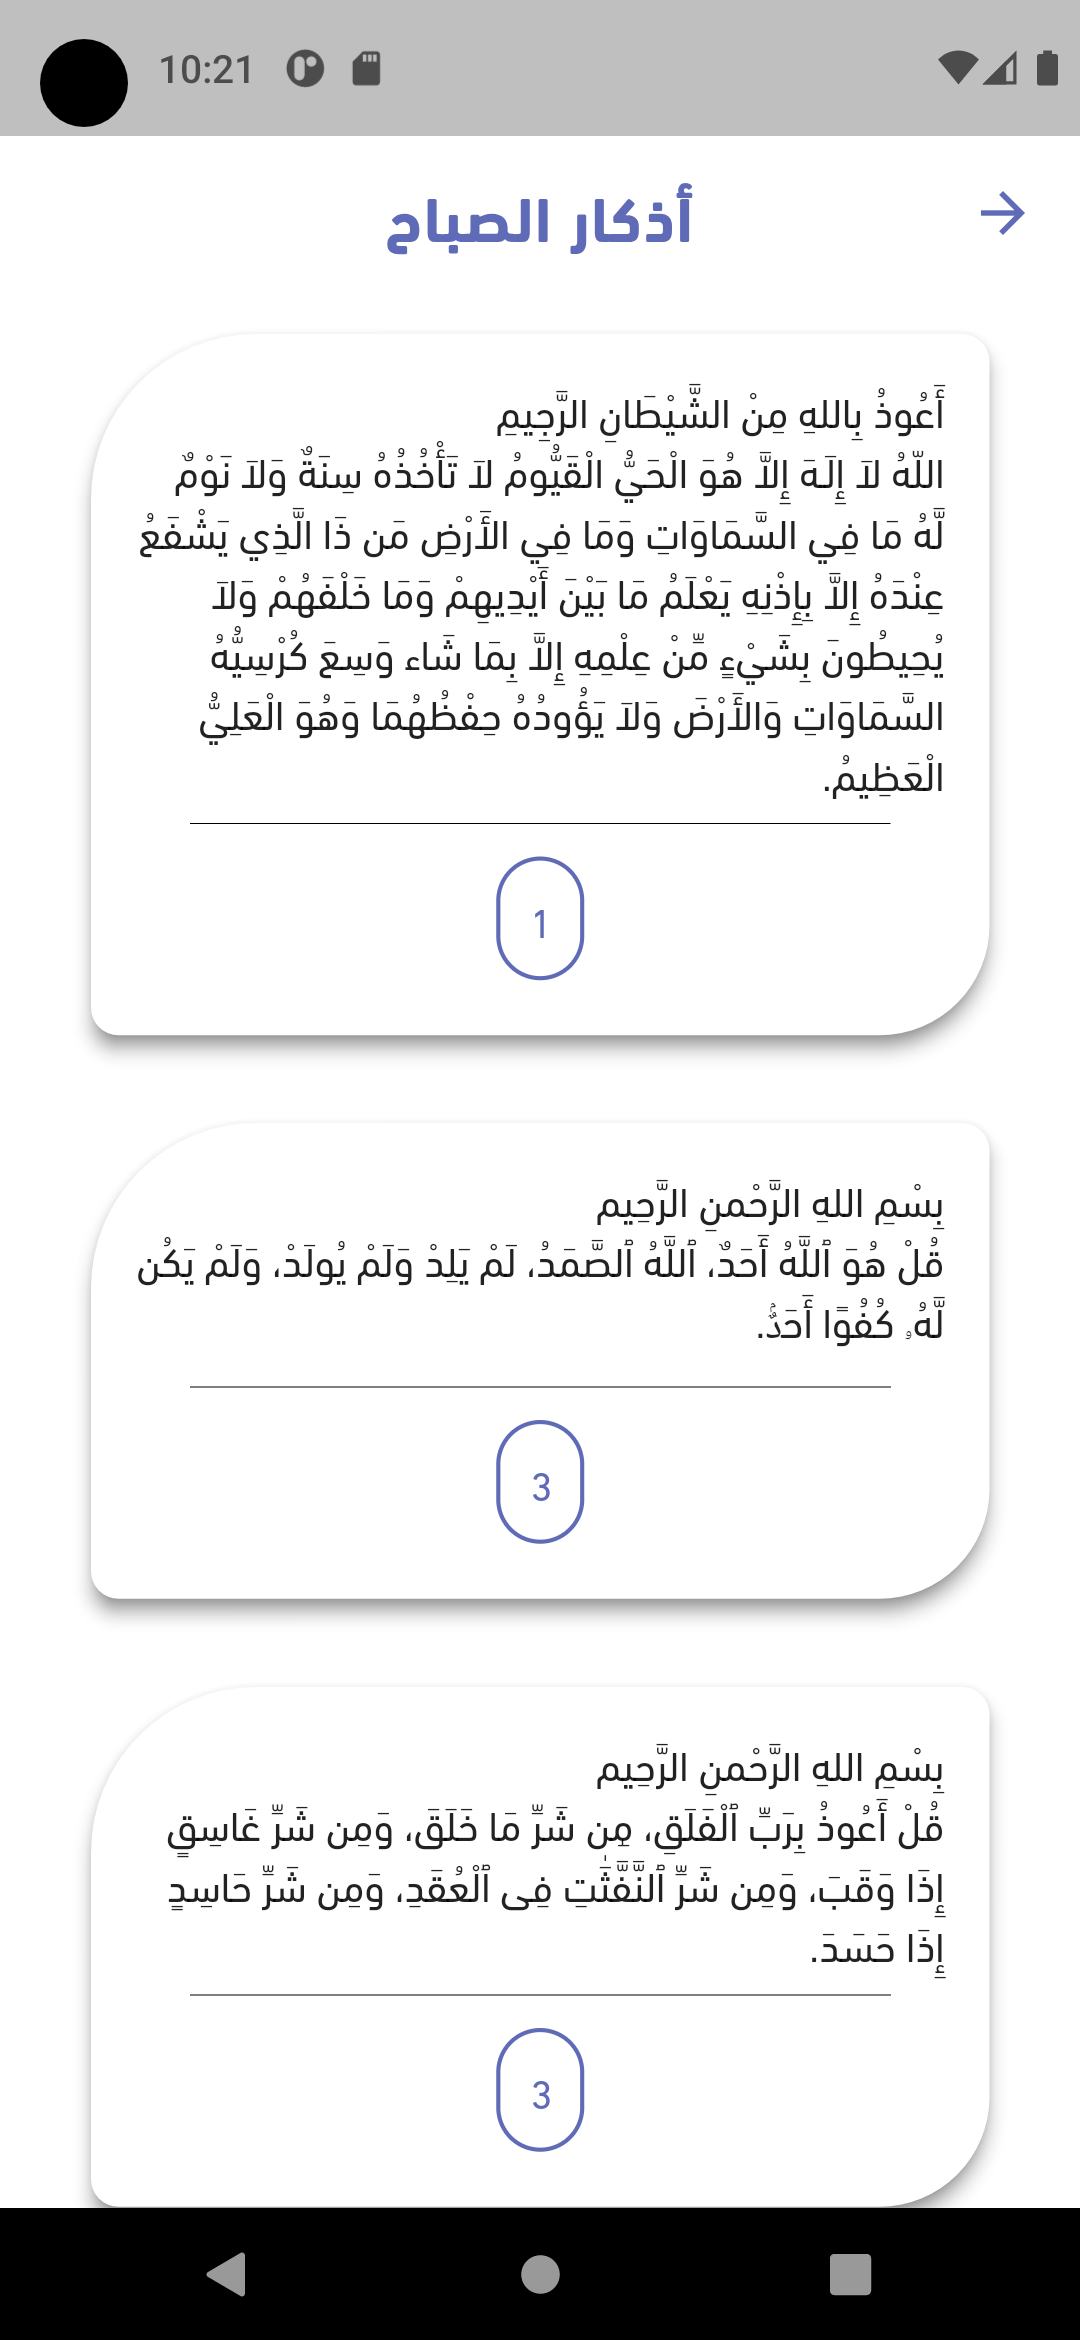 10:21
أذكار الصباح
أَعُوذُ بِاللهِ مِنْ الشَّيْطَانِ الرَّجِيمِ
اللّهُ لاَ إِلَـهَ إِلاَّ هُوَ الْحَيُّ الْقَيُّومُ لاَ تَأْخُذُهُ سِنَةٌ وَلاَ نَوْمٌ
لَّهُ مَا فِي السَّمَاوَاتِ وَمَا فِي الأَرْضِ مَن ذَا الَّذِي يَشْفَعُ
عِنْدَهُ إِلاَّ بِإِذْنِهِ يَعْلَمُ مَا بَيْنَ أَيْدِيهِمْ وَمَا خَلْفَهُمْ وَلاَ
يُحِيطُونَ بِشَيْءٍ مِّنْ عِلْمِهِ إِلاَّ بِمَا شَاء وَسِعَ كُرْسِيُّهُ
السَّمَاوَاتِ وَالأَرْضَ وَلاَ يَؤُودُهُ حِفْظُهُمَا وَهُوَ الْعَلِيُّ
الْعَظِيمُ.
1
بِسْمِ اللهِ الرَّحْمنِ الرَّحِيم
قُلْ هُوَ ٱللَّهُ أَحَدٌ، ٱللَّهُ ٱلصَّمَدُ، لَمْ يَلِدْ وَلَمْ يُولَدْ، وَلَمْ يَكُن
لَّهُۥ كُفُوًا أَحَدٌۢ.
3
بِسْمِ اللهِ الرَّحْمنِ الرَّحِيم
قُلْ أَعُوذُ بِرَبِّ ٱلْفَلَقِ، مِن شَرِّ مَا خَلَقَ، وَمِن شَرِّ غَاسِقٍ
إِذَا وَقَبَ، وَمِن شَرِّ ٱلنَّفَّٰثَٰتِ فِى ٱلْعُقَدِ، وَمِن شَرِّ حَاسِدٍ
إِذَا حَسَدَ.
3